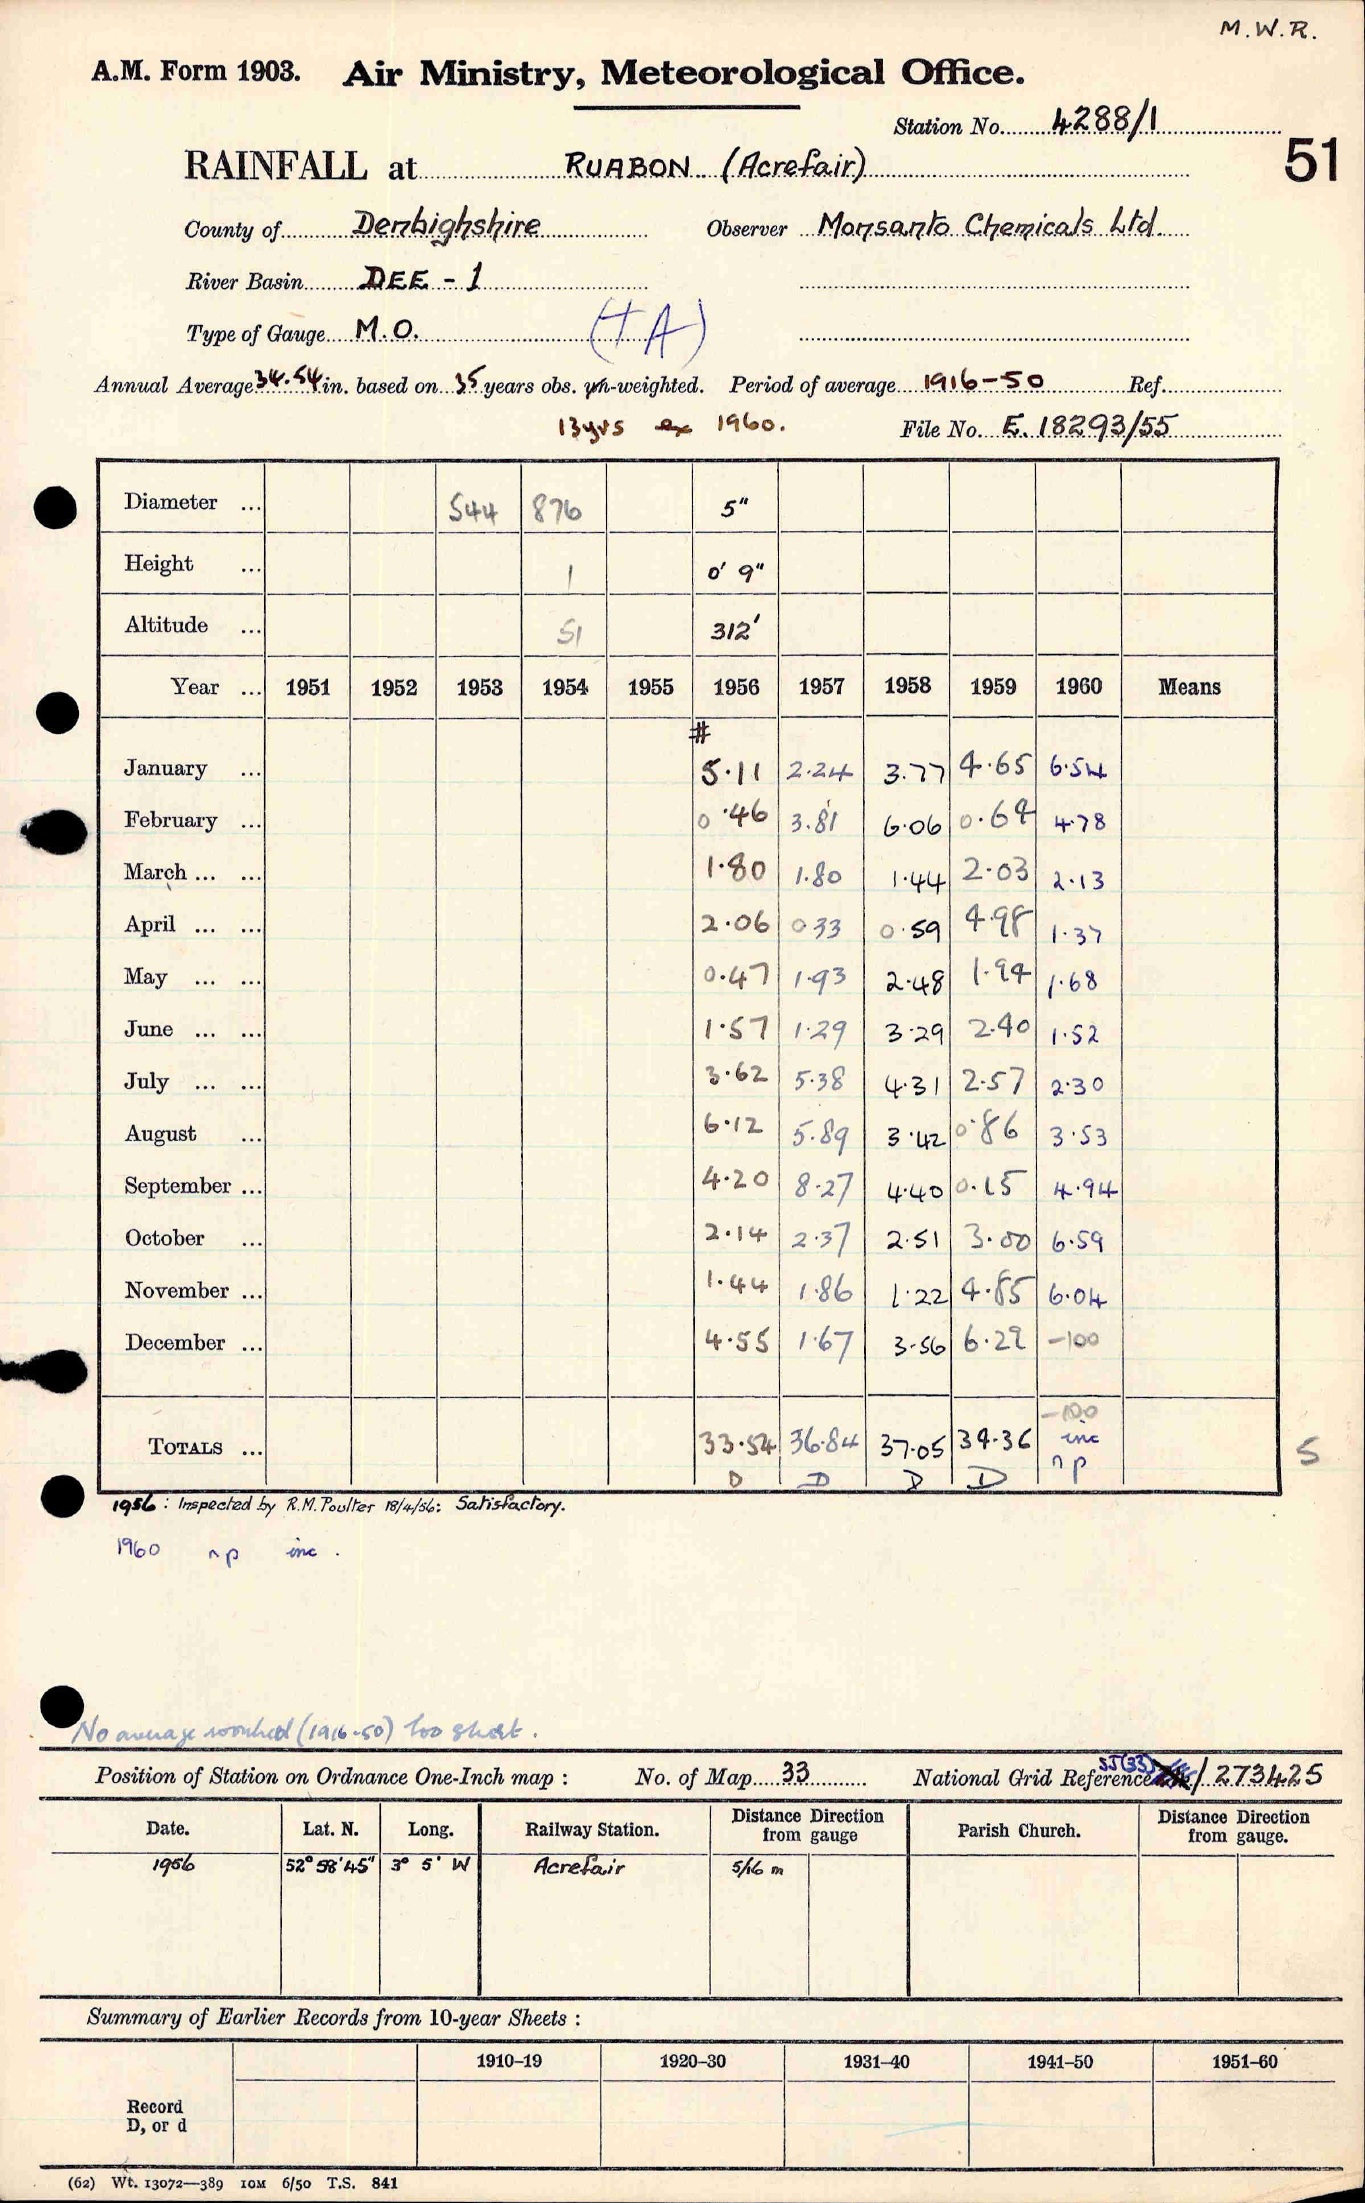 M.W.R.
A.M. Form 1903. Air Ministry, Meteorological Office.
Station No. 4288/1
51
RAINFALL at RUABON (Acrefair)
County of Denbighshire Observer Monsanto Chemicals Ltd.
River Basin DEE - 1
Type of Gauge M.O. (TA)
Annual Average 34.54 in. based on 35 years obs. un-weighted. Period of average 1916-50 Ref.
13yrs ex 1960. File No. E. 18293/55
Diameter ... 544 876 5"
Height ... 1 0' 9"
Altitude ... 51 312'
Year ... 1951 1952 1953 1954 1955 1956 1957 1958 1959 1960 Means
#
January ... 5.11 2.24 3.77 4.65 6.54
February ... 0.46 3.81 6.06 0.64 4.78
March ... ... 1.80 1.80 1.44 2.03 2.13
April ... ... 2.06 033 0.59 4.98 1.37
May ... ... 0.47 1.93 2.48 1.94 1.68
June ... ... 1.57 1.29 3.29 2.40 1.52
July ... ... 3.62 5.38 4.31 2.57 2.30
August ... 6.12 5.89 3.42 0.86 3.53
September ... 4.20 8.27 4.40 0.15 4.94
October ... 2.14 2.37 2.51 3.00 6.59
November ... 1.44 1.86 1.22 4.85 6.04
December ... 4.55 1.67 3.56 6.29 -100
-100
TOTALS ... 33.54 36.84 37.05 34.36 inc
n p
D D D D
5
1956: Inspected by R.M. Poulter 18/4/56: Satisfactory.
1960 n p inc.
No average worked (1916-50) too short.
Position of Station on Ordnance One-Inch map: No. of Map 33 National Grid Reference SJ(33) / 273425
Date. Lat. N. Long. Railway Station. Distance Direction from gauge Parish Church. Distance Direction from gauge.
1956 52° 58' 45" 3° 5' W Acrefair 5/16 m
Summary of Earlier Records from 10-year Sheets:
1910-19 1920-30 1931-40 1941-50 1951-60
Record
D, or d
(62) Wt. 13072-389 10M 6/50 T.S. 841